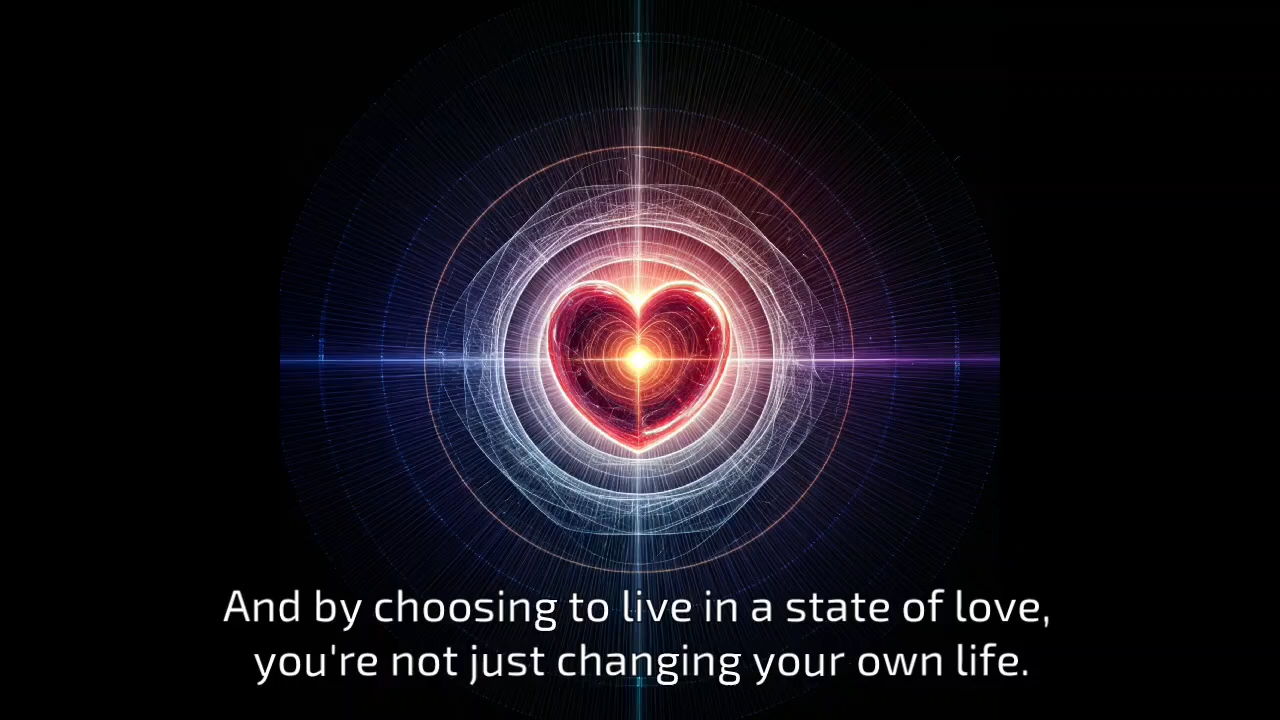 And by choosing to live in a state of love,
you're not just changing your own life.